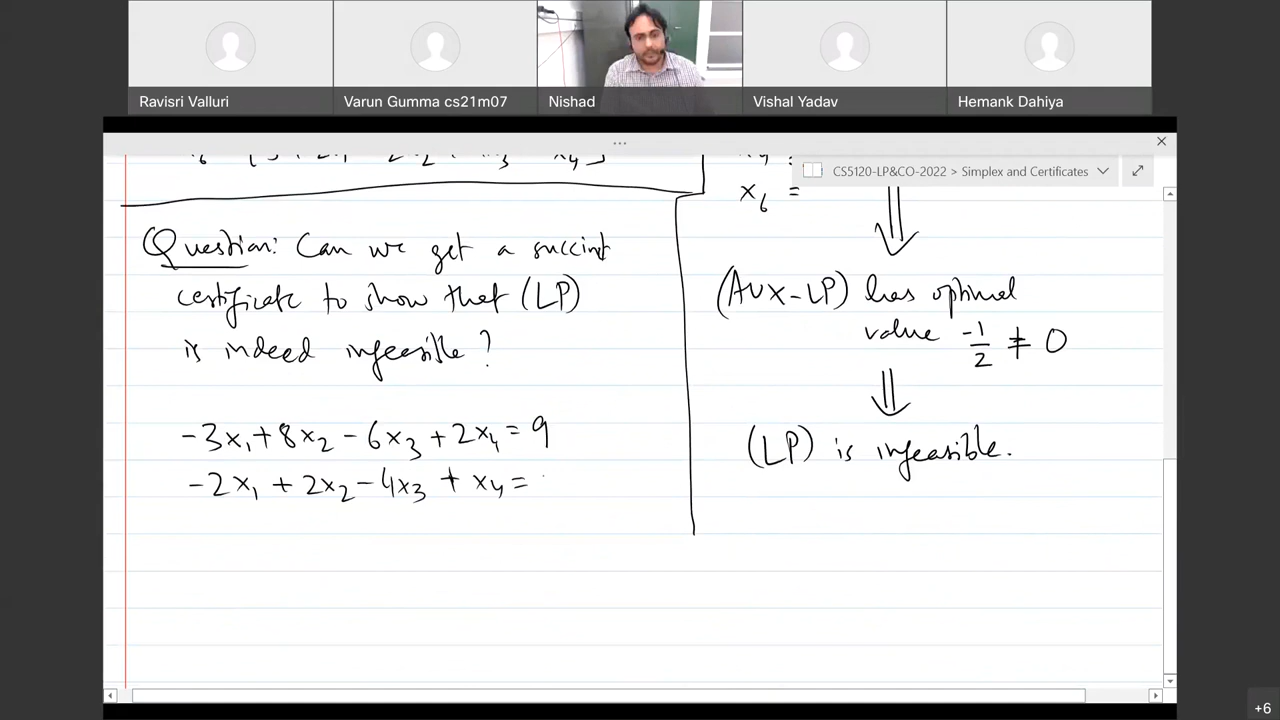 Ravisri Valluri
Varun Gumma cs21m07
Nishad
Vishal Yadav
Hemank Dahiya
CS5120-LP&CO-2022 > Simplex and Certificates
x₆ =
Question: Can we get a succint
certificate to show that (LP)
is indeed infeasible?
-3x₁ + 8x₂ - 6x₃ + 2x₄ = 9
-2x₁ + 2x₂ - 4x₃ + x₄ =
(AUX-LP) has optimal
value -1/2 ≠ 0
(LP) is infeasible.
+6